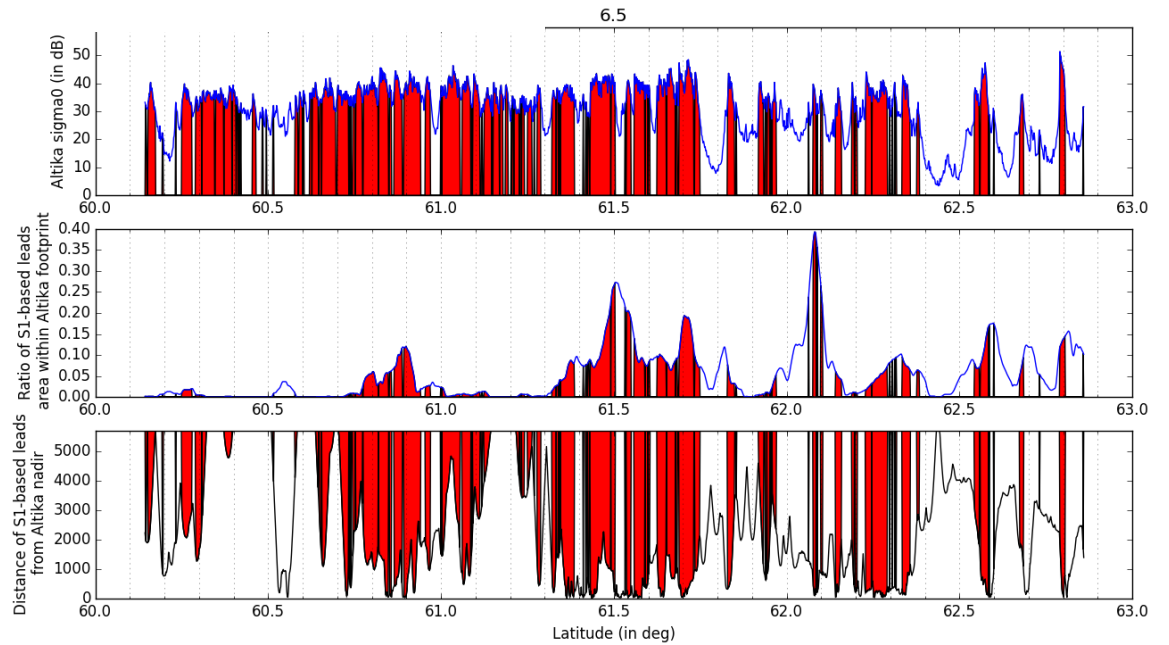 6.5
Altika sigma0 (in dB)
50
40
30
20
10
0
60.0 60.5 61.0 61.5 62.0 62.5 63.0
Ratio of S1-based leads
area within Altika footprint
0.40
0.35
0.30
0.25
0.20
0.15
0.10
0.05
0.00
60.0 60.5 61.0 61.5 62.0 62.5 63.0
Distance of S1-based leads
from Altika nadir
5000
4000
3000
2000
1000
0
60.0 60.5 61.0 61.5 62.0 62.5 63.0
Latitude (in deg)